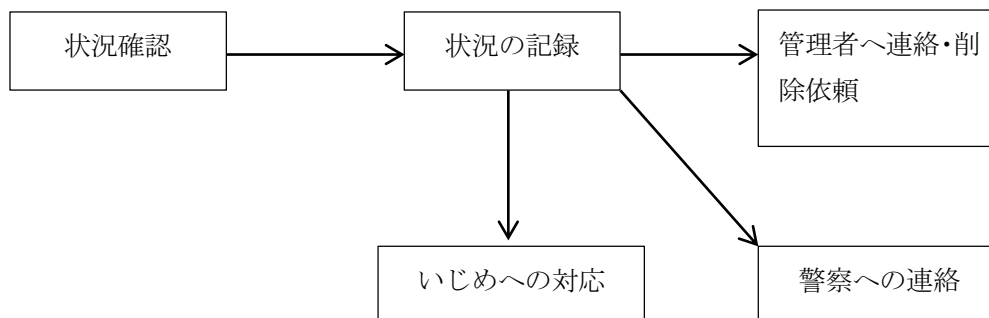 状況確認
状況の記録
管理者へ連絡・削
除依頼
いじめへの対応
警察への連絡